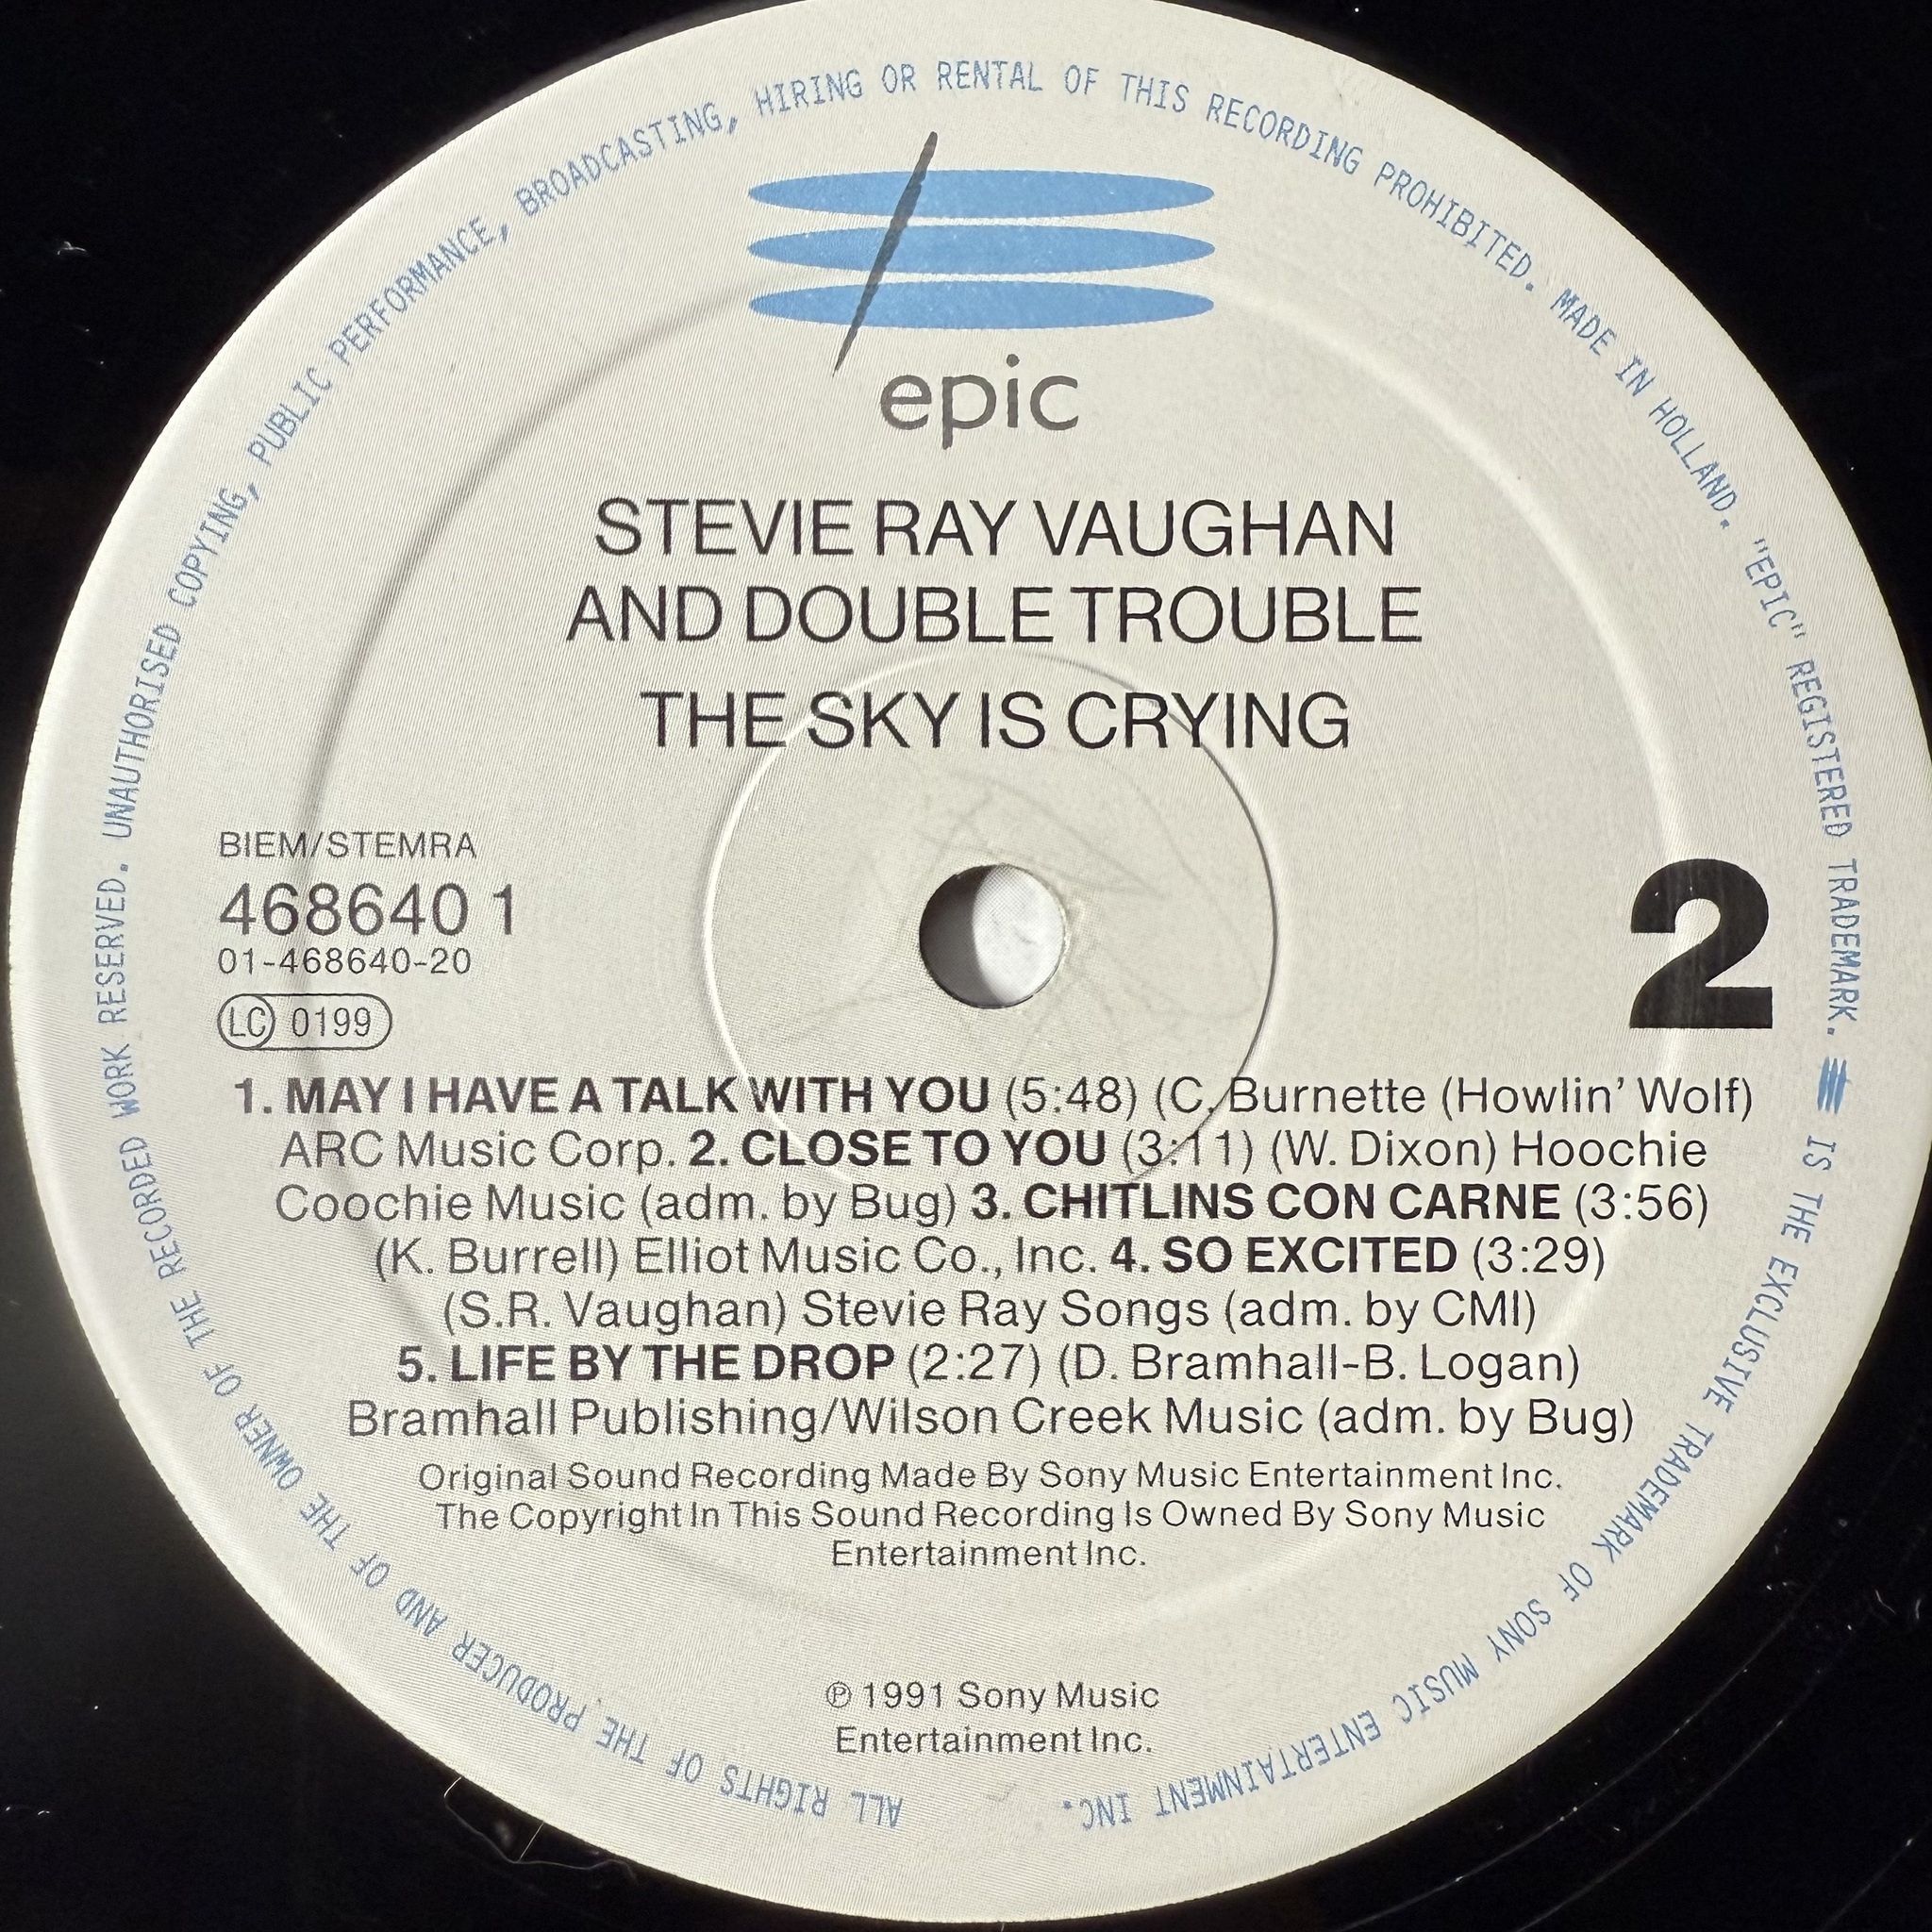 epic
STEVIE RAY VAUGHAN
AND DOUBLE TROUBLE
THE SKY IS CRYING
BIEM/STEMRA
468640 1
01-468640-20
LC 0199
2
1. MAY I HAVE A TALK WITH YOU (5:48) (C. Burnette (Howlin’ Wolf)
ARC Music Corp. 2. CLOSE TO YOU (3:11) (W. Dixon) Hoochie
Coochie Music (adm. by Bug) 3. CHITLINS CON CARNE (3:56)
(K. Burrell) Elliot Music Co., Inc. 4. SO EXCITED (3:29)
(S.R. Vaughan) Stevie Ray Songs (adm. by CMI)
5. LIFE BY THE DROP (2:27) (D. Bramhall-B. Logan)
Bramhall Publishing/Wilson Creek Music (adm. by Bug)
Original Sound Recording Made By Sony Music Entertainment Inc.
The Copyright In This Sound Recording Is Owned By Sony Music
Entertainment Inc.
℗ 1991 Sony Music
Entertainment Inc.
ALL RIGHTS OF THE PRODUCER AND OF THE OWNER OF THE RECORDED WORK RESERVED. UNAUTHORISED COPYING, PUBLIC PERFORMANCE, BROADCASTING, HIRING OR RENTAL OF THIS RECORDING PROHIBITED. MADE IN HOLLAND. "EPIC" REGISTERED TRADEMARK. IS THE EXCLUSIVE TRADEMARK OF SONY MUSIC ENTERTAINMENT INC.